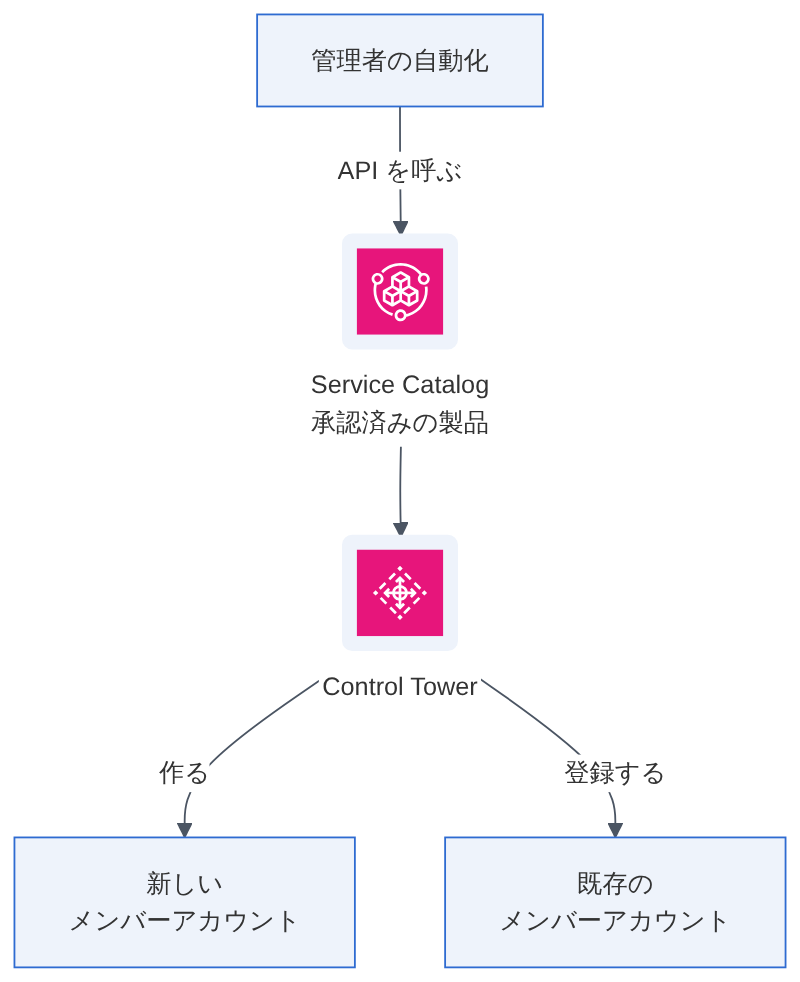 管理者の自動化
API を呼ぶ
Service Catalog
承認済みの製品
Control Tower
作る
登録する
新しい
メンバーアカウント
既存の
メンバーアカウント